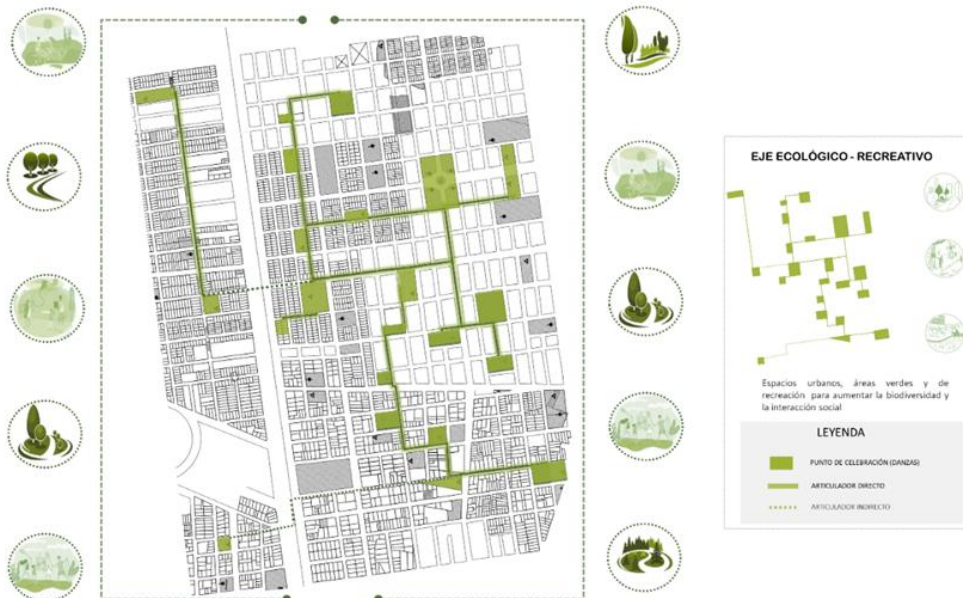 EJE ECOLÓGICO - RECREATIVO
Espacios urbanos, áreas verdes y de
recreación para aumentar la biodiversidad y
la interacción social
LEYENDA
PUNTO DE CELEBRACIÓN (DANZAS)
ARTICULADOR DIRECTO
ARTICULADOR INDIRECTO